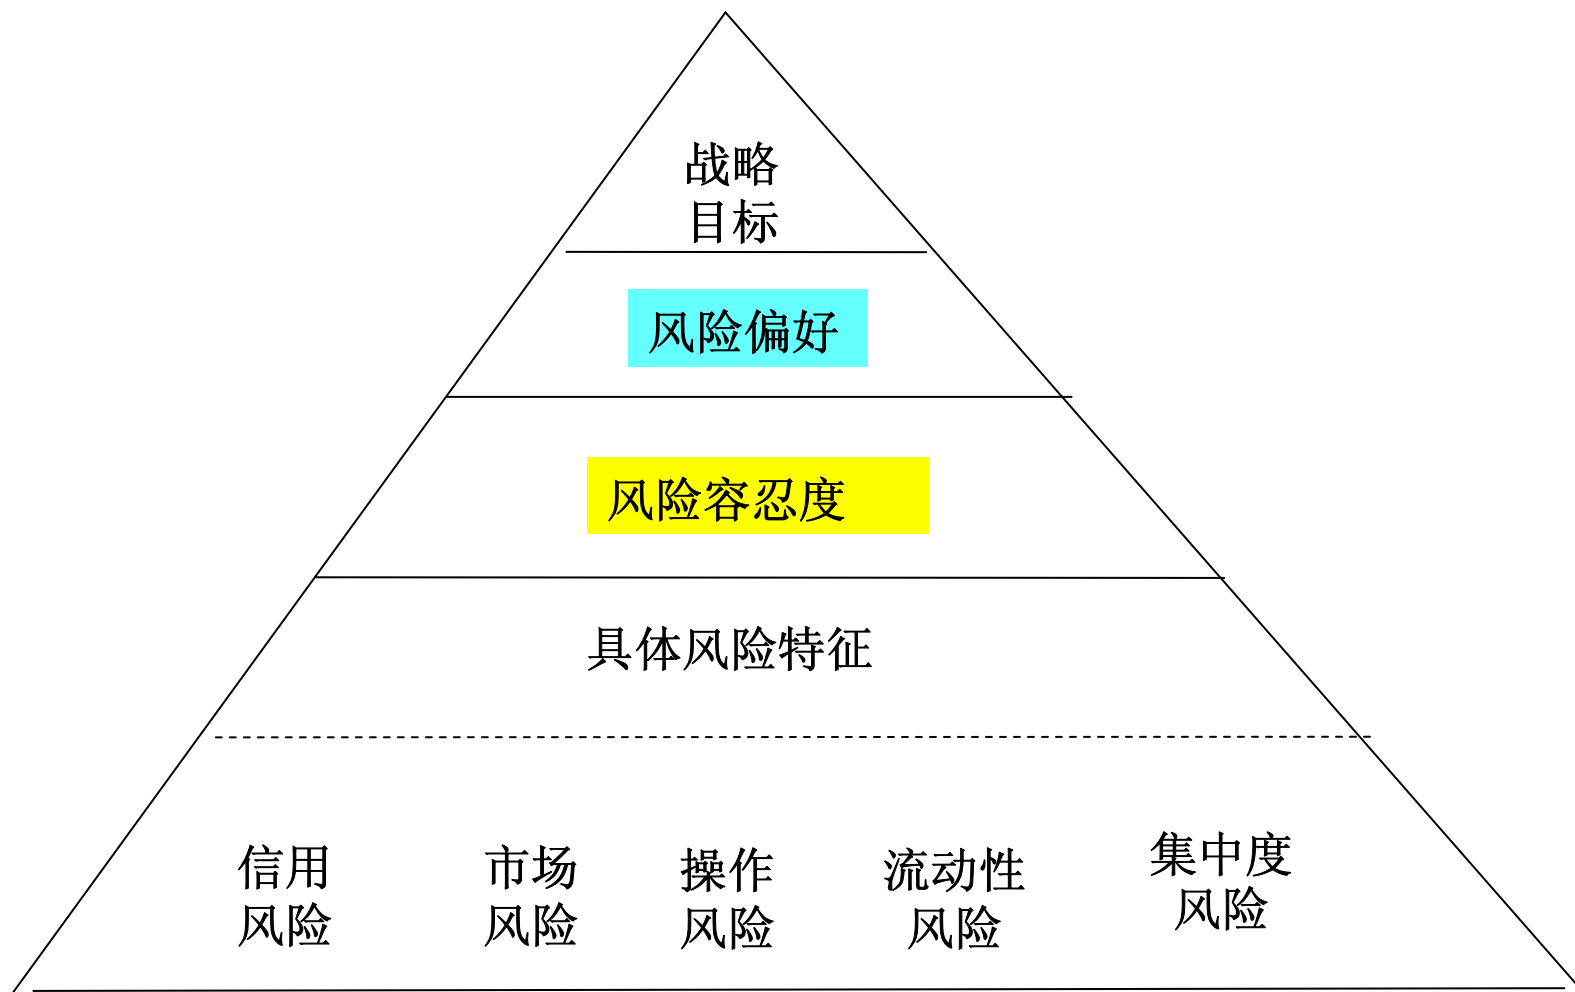 战略
目标
风险偏好
风险容忍度
具体风险特征
信用
风险
市场
风险
操作
风险
流动性
风险
集中度
风险